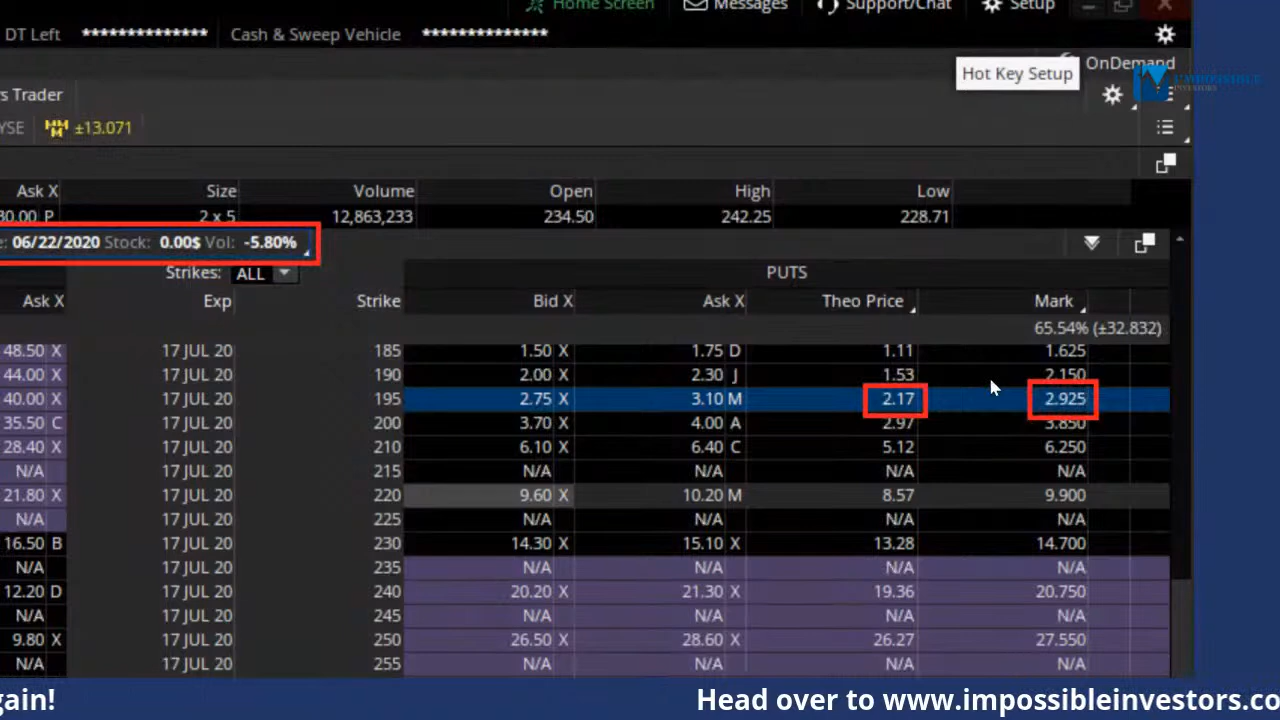 Home Screen Messages Support/Chat Setup
DT Left ************** Cash & Sweep Vehicle **************
OnDemand
Hot Key Setup
s Trader
YSE ±13.071
Ask X Size Volume Open High Low
30.00 P 2 x 5 12,863,233 234.50 242.25 228.71
e: 06/22/2020 Stock: 0.00$ Vol: -5.80%
Strikes: ALL PUTS
Ask X Exp Strike Bid X Ask X Theo Price Mark
65.54% (±32.832)
48.50 X 17 JUL 20 185 1.50 X 1.75 D 1.11 1.625
44.00 X 17 JUL 20 190 2.00 X 2.30 J 1.53 2.150
40.00 X 17 JUL 20 195 2.75 X 3.10 M 2.17 2.925
35.50 C 17 JUL 20 200 3.70 X 4.00 A 2.97 3.850
28.40 X 17 JUL 20 210 6.10 X 6.40 C 5.12 6.250
N/A 17 JUL 20 215 N/A N/A N/A N/A
21.80 X 17 JUL 20 220 9.60 X 10.20 M 8.57 9.900
N/A 17 JUL 20 225 N/A N/A N/A N/A
16.50 B 17 JUL 20 230 14.30 X 15.10 X 13.28 14.700
N/A 17 JUL 20 235 N/A N/A N/A N/A
12.20 D 17 JUL 20 240 20.20 X 21.30 X 19.36 20.750
N/A 17 JUL 20 245 N/A N/A N/A N/A
9.80 X 17 JUL 20 250 26.50 X 28.60 X 26.27 27.550
N/A 17 JUL 20 255 N/A N/A N/A N/A
gain! Head over to www.impossibleinvestors.co